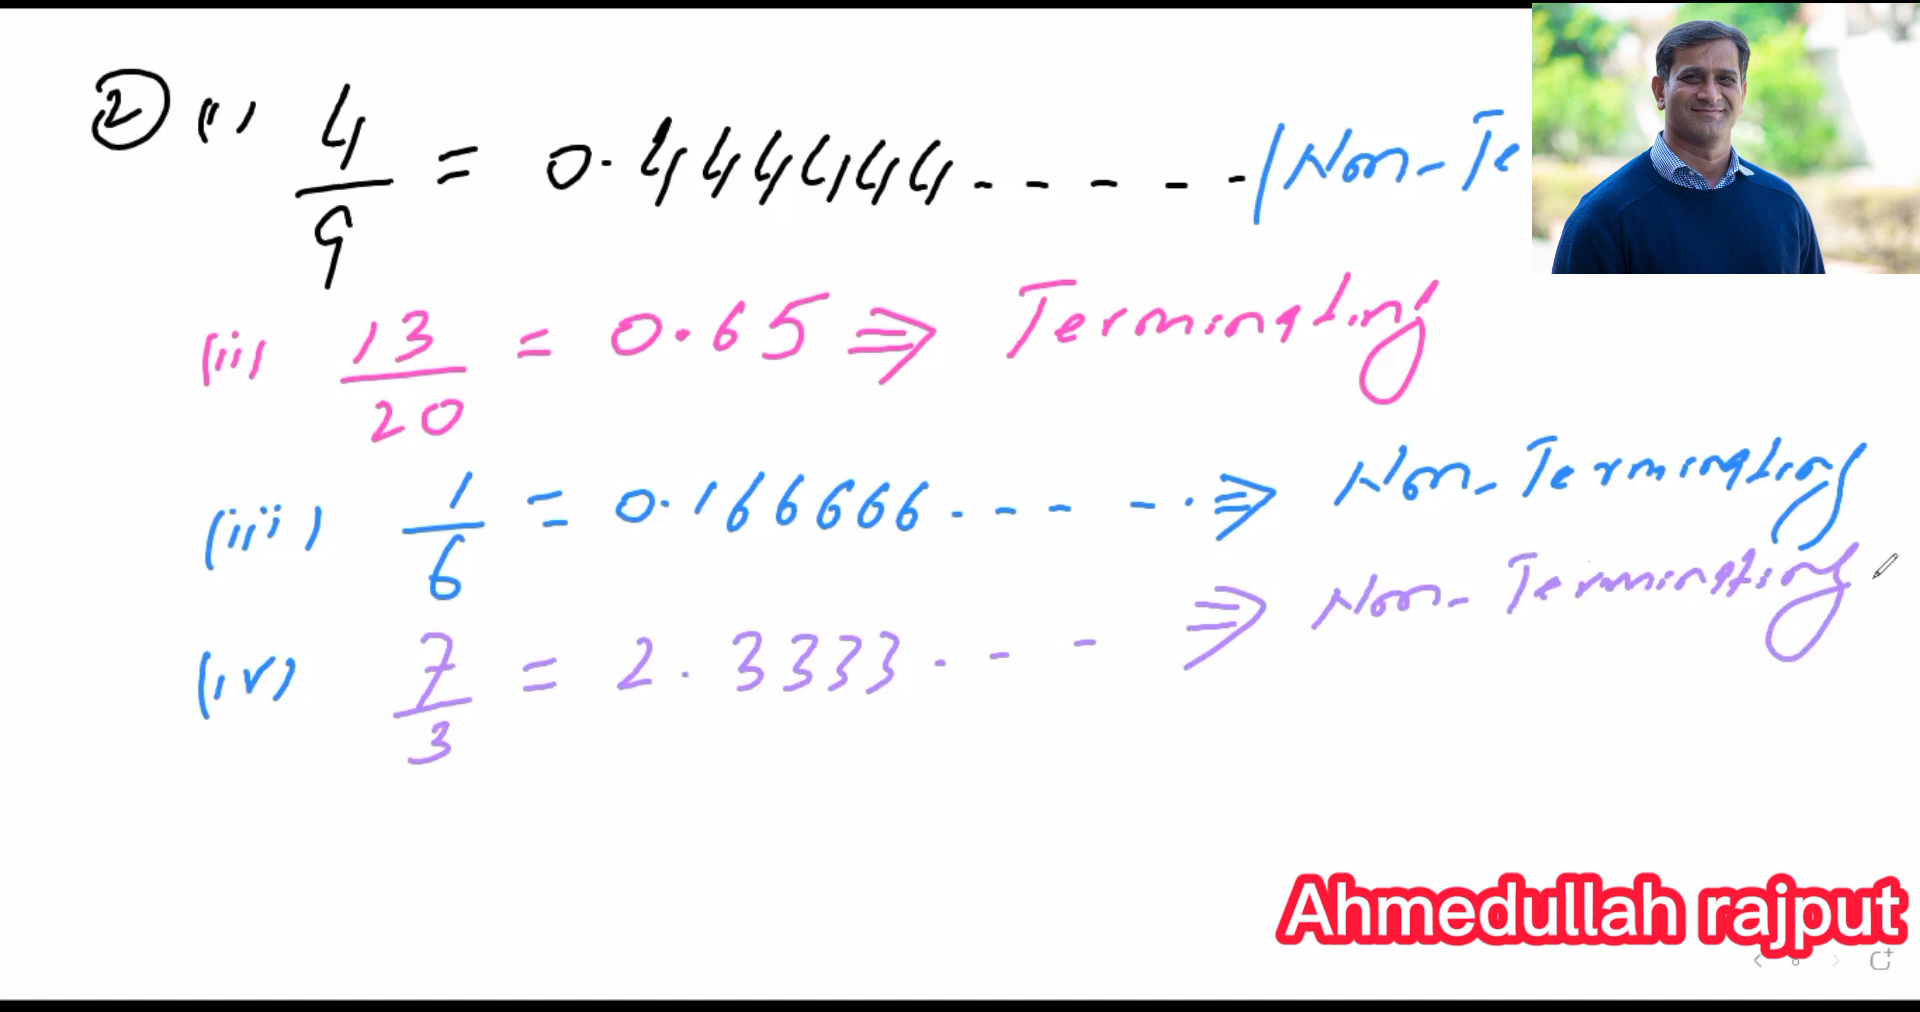 ② (i) 4/9 = 0.444444 - - - - - / Non-Te
(ii) 13/20 = 0.65 ⇒ Terminating
(iii) 1/6 = 0.166666 - - - - . ⇒ Non-Terminating
(iv) 7/3 = 2.3333 . - - ⇒ Non-Terminating
Ahmedullah rajput